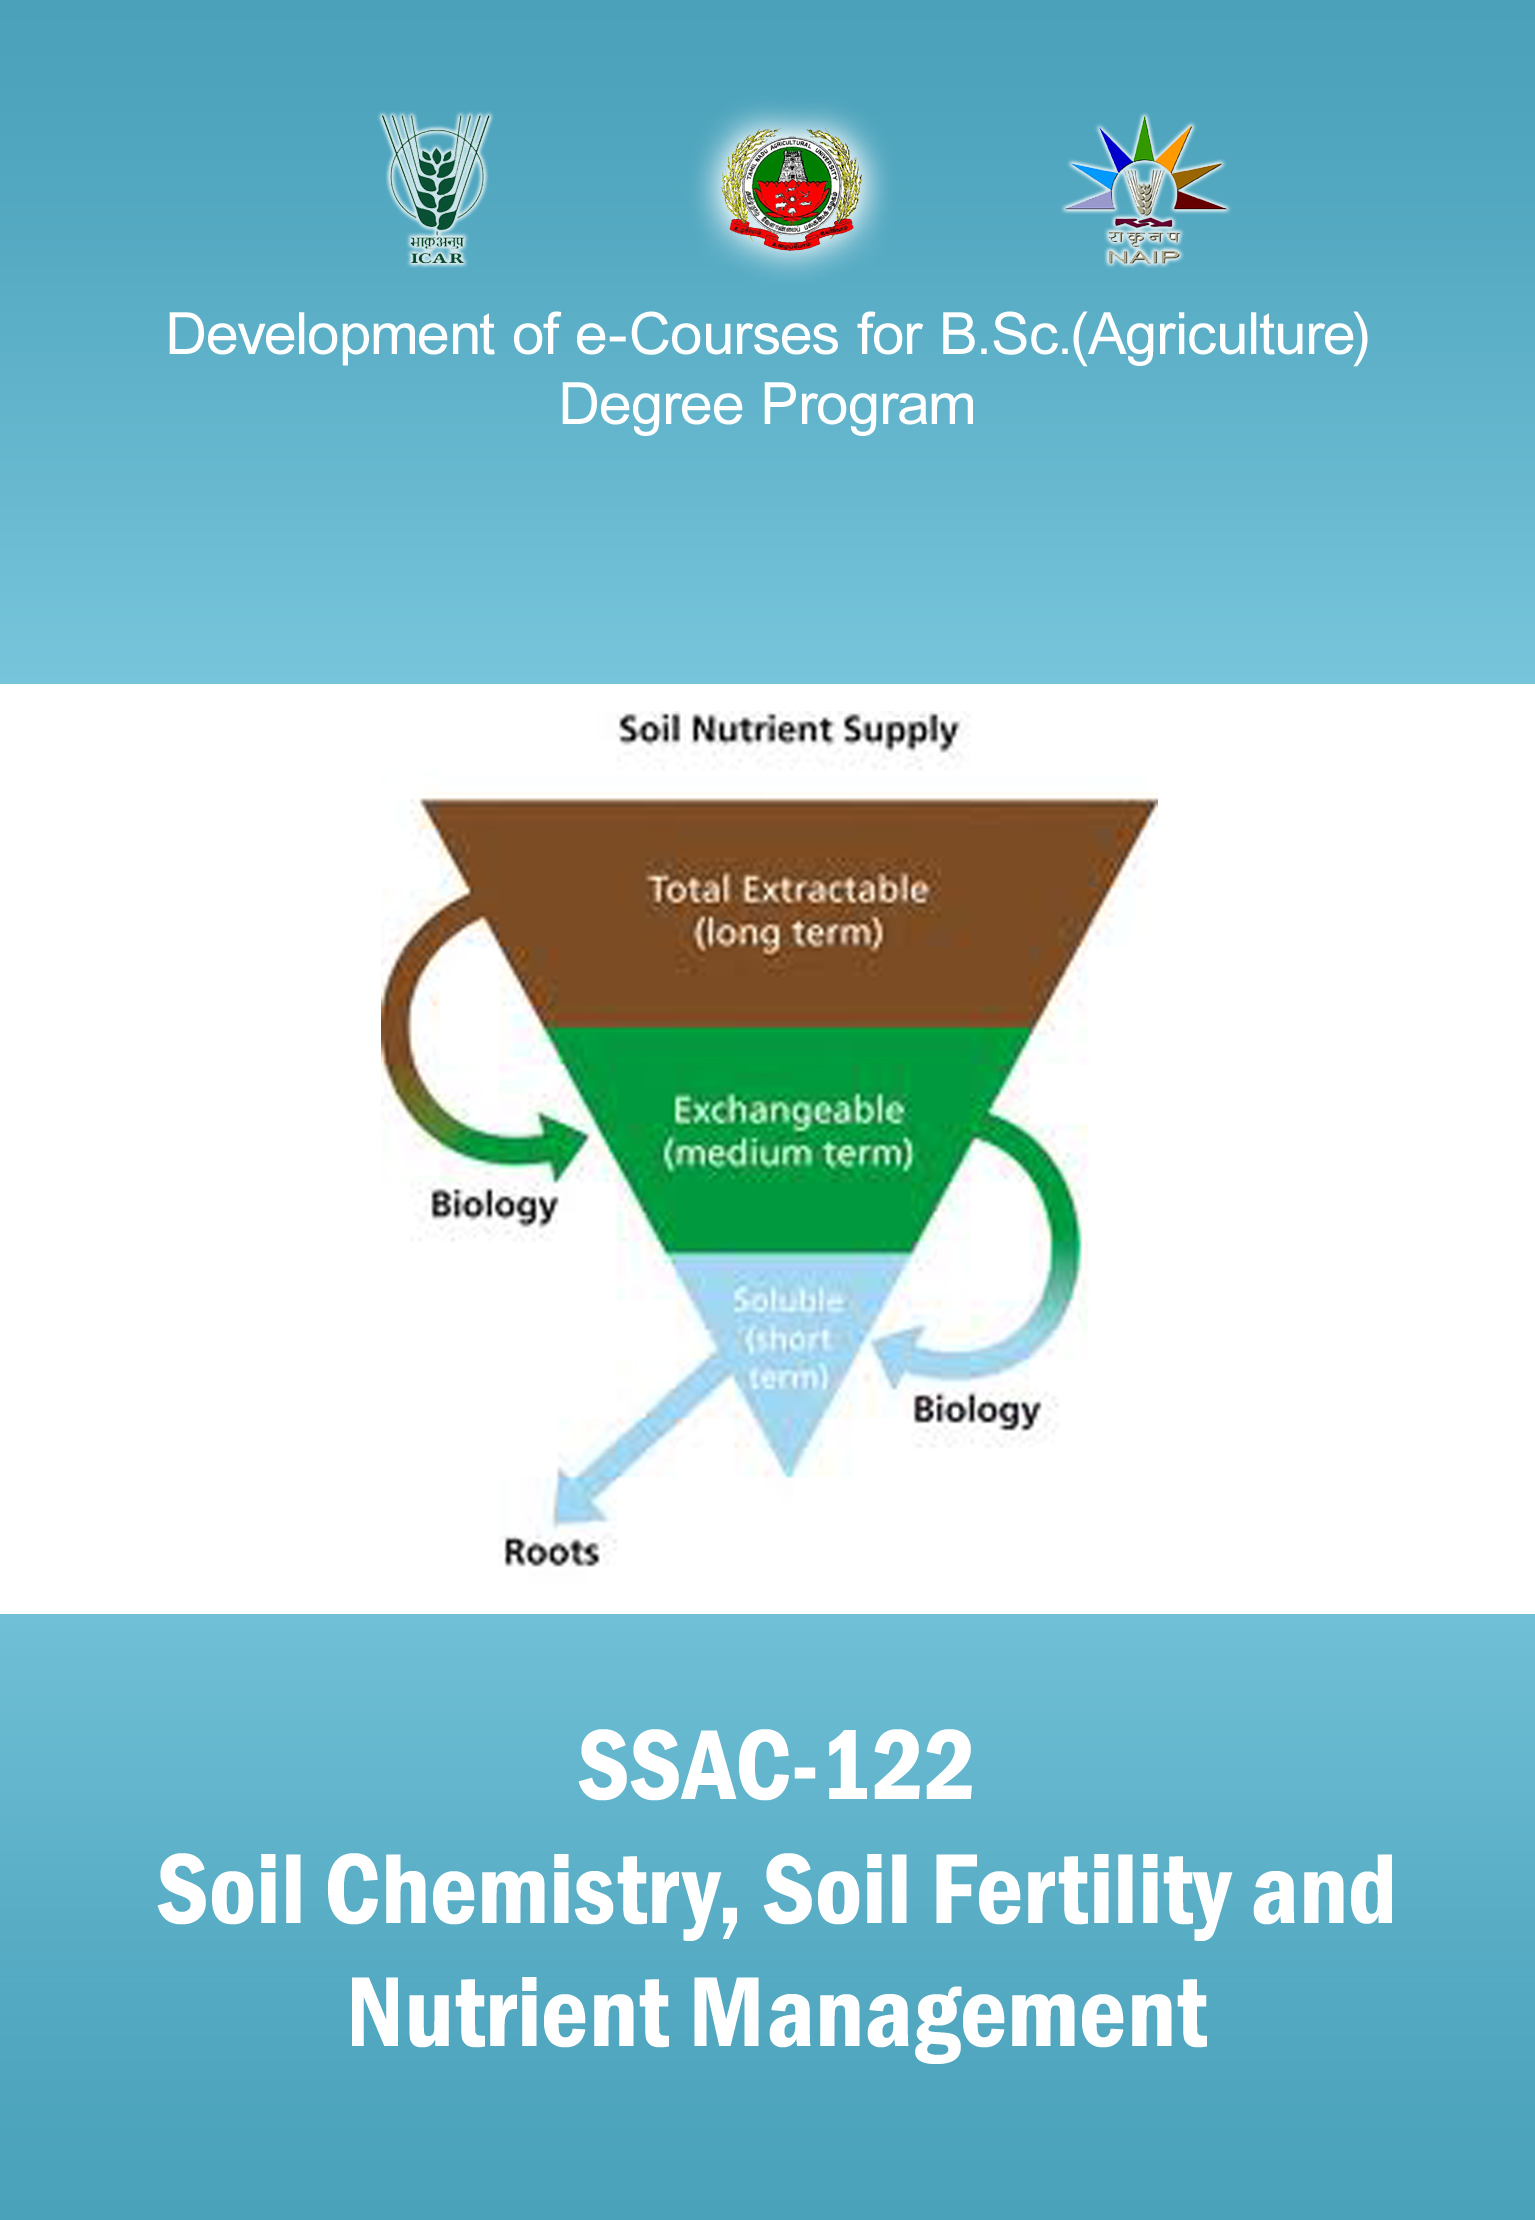 भाकृअनुप
ICAR
TAMIL NADU AGRICULTURAL UNIVERSITY
राकृनप
NAIP
Development of e-Courses for B.Sc.(Agriculture)
Degree Program
Soil Nutrient Supply
Total Extractable
(long term)
Exchangeable
(medium term)
Biology
Soluble
(short
term)
Biology
Roots
SSAC-122
Soil Chemistry, Soil Fertility and
Nutrient Management